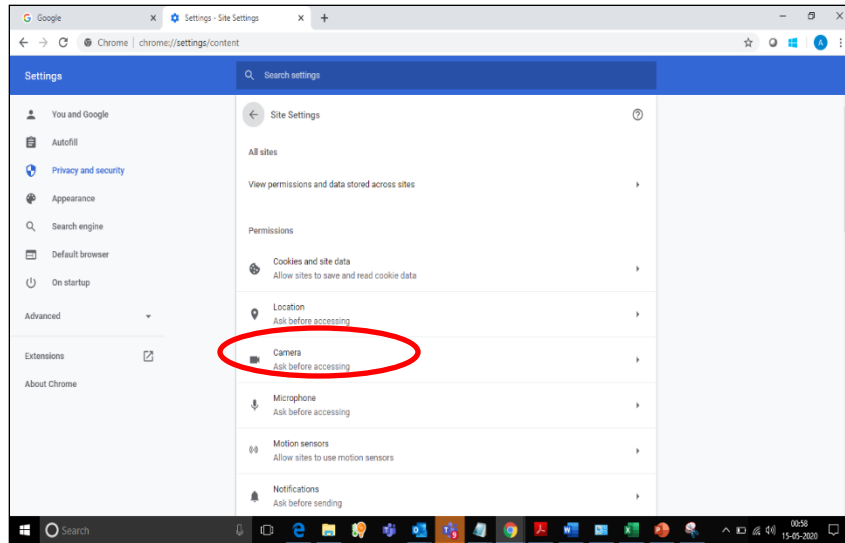 Google
Settings - Site Settings
Chrome | chrome://settings/content
A
Settings
Search settings
You and Google
Autofill
Privacy and security
Appearance
Search engine
Default browser
On startup
Advanced
Extensions
About Chrome
Site Settings
All sites
View permissions and data stored across sites
Permissions
Cookies and site data
Allow sites to save and read cookie data
Location
Ask before accessing
Camera
Ask before accessing
Microphone
Ask before accessing
Motion sensors
Allow sites to use motion sensors
Notifications
Ask before sending
Search
9
00:58
15-05-2020